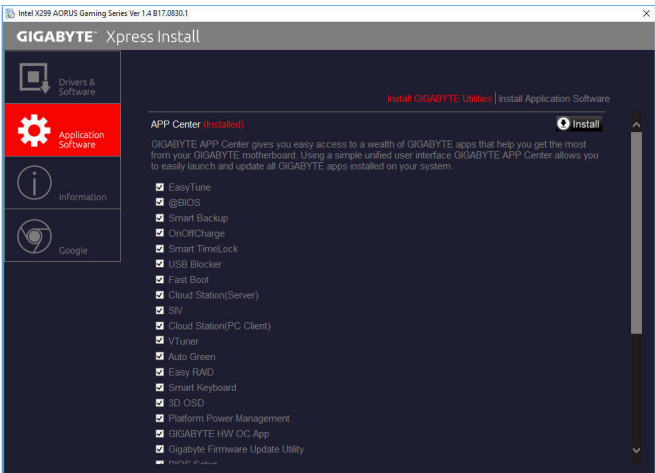 Intel X299 AORUS Gaming Series Ver 1.4 B17.0830.1
GIGABYTE™ Xpress Install
Drivers &
Software
Application
Software
Information
Google
Install GIGABYTE Utilities | Install Application Software
APP Center (Installed)
Install
GIGABYTE APP Center gives you easy access to a wealth of GIGABYTE apps that help you get the most
from your GIGABYTE motherboard. Using a simple unified user interface GIGABYTE APP Center allows you
to easily launch and update all GIGABYTE apps installed on your system.
EasyTune
@BIOS
Smart Backup
OnOffCharge
Smart TimeLock
USB Blocker
Fast Boot
Cloud Station(Server)
SIV
Cloud Station(PC Client)
VTuner
Auto Green
Easy RAID
Smart Keyboard
3D OSD
Platform Power Management
GIGABYTE HW OC App
Gigabyte Firmware Update Utility
BIOS Setup